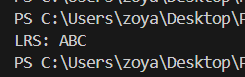 PS C:\Users\zoya\Desktop\
PS C:\Users\zoya\Desktop\F
LRS: ABC
PS C:\Users\zoya\Desktop\F